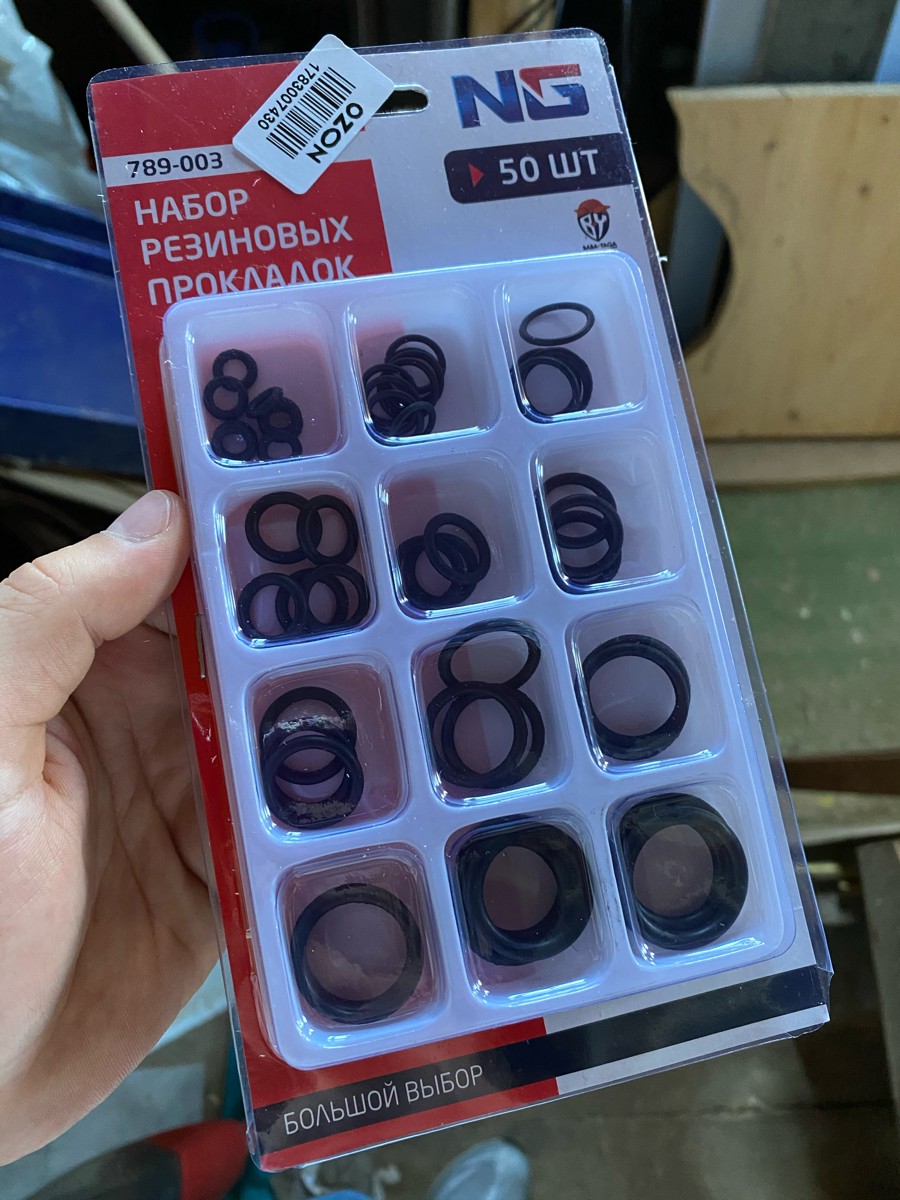 NG
OZON
1783007430
789-003
50 ШТ
НАБОР
РЕЗИНОВЫХ
ПРОКЛАДОК
БОЛЬШОЙ ВЫБОР